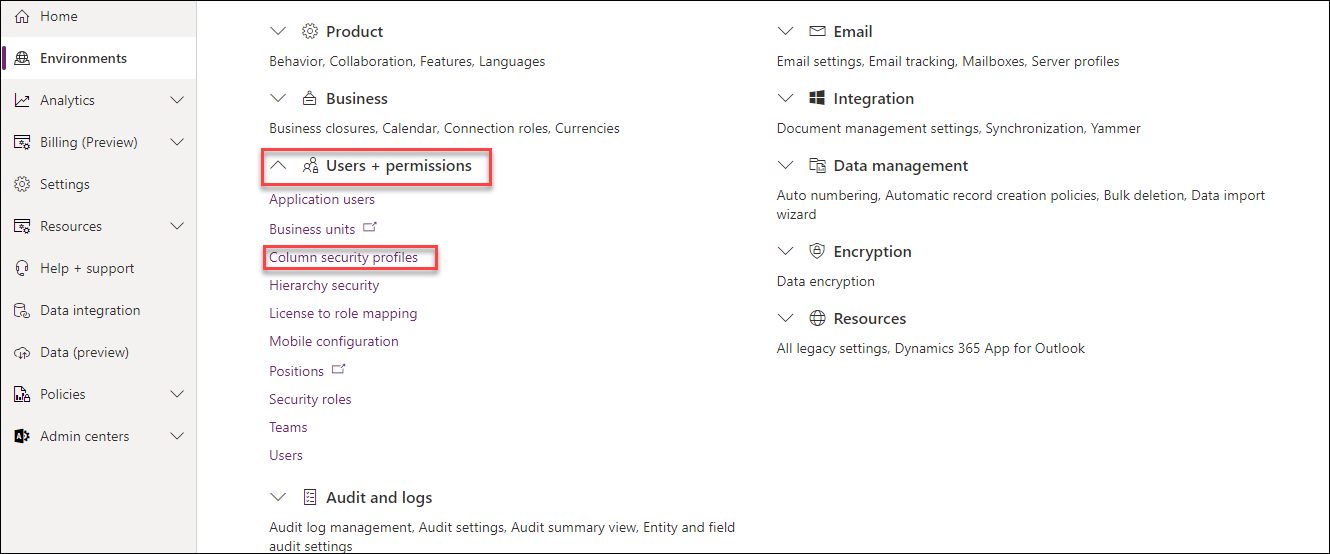 Home
Environments
Analytics
Billing (Preview)
Settings
Resources
Help + support
Data integration
Data (preview)
Policies
Admin centers
Product
Behavior, Collaboration, Features, Languages
Business
Business closures, Calendar, Connection roles, Currencies
Users + permissions
Application users
Business units
Column security profiles
Hierarchy security
License to role mapping
Mobile configuration
Positions
Security roles
Teams
Users
Audit and logs
Audit log management, Audit settings, Audit summary view, Entity and field
audit settings
Email
Email settings, Email tracking, Mailboxes, Server profiles
Integration
Document management settings, Synchronization, Yammer
Data management
Auto numbering, Automatic record creation policies, Bulk deletion, Data import
wizard
Encryption
Data encryption
Resources
All legacy settings, Dynamics 365 App for Outlook